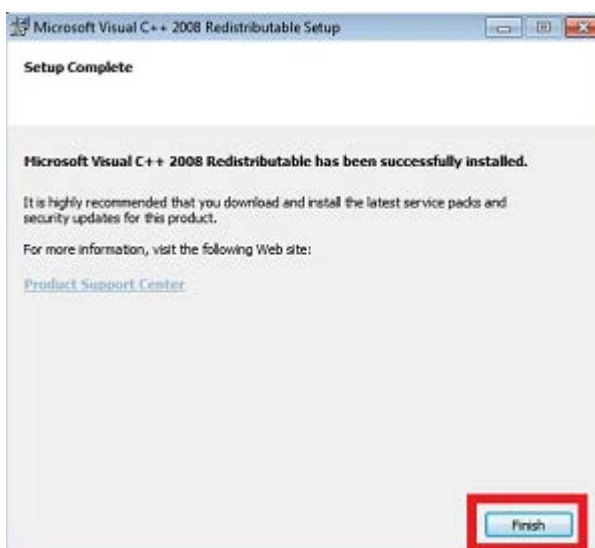 Microsoft Visual C++ 2008 Redistributable Setup
Setup Complete
Microsoft Visual C++ 2008 Redistributable has been successfully installed.
It is highly recommended that you download and install the latest service packs and
security updates for this product.
For more information, visit the following Web site:
Product Support Center
Finish